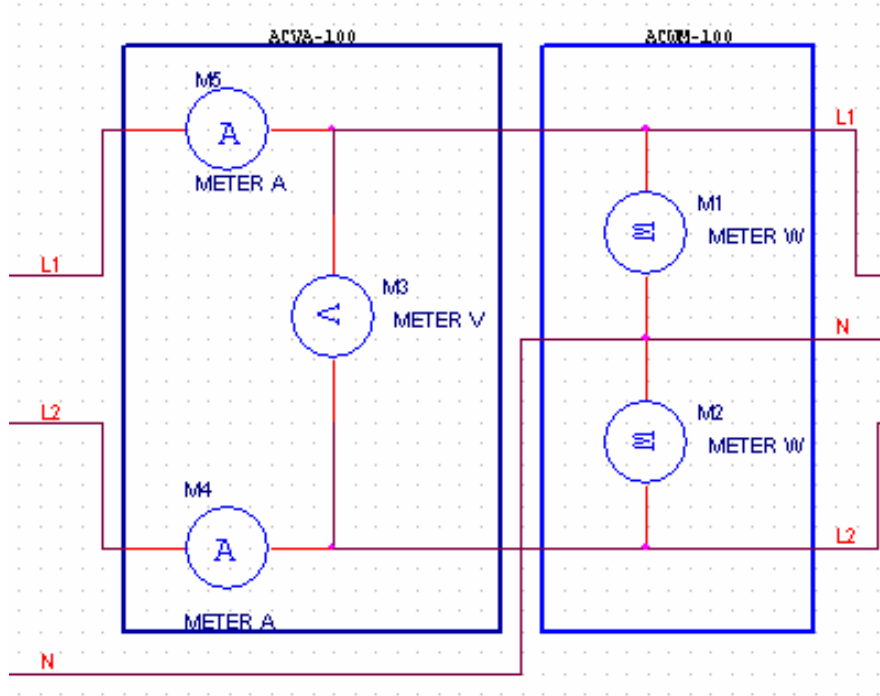 ACVA-100
ACWM-100
M5
A
METER A
L1
L1
M1
W
METER W
M3
V
METER V
N
L2
M2
W
METER W
M4
A
METER A
L2
N